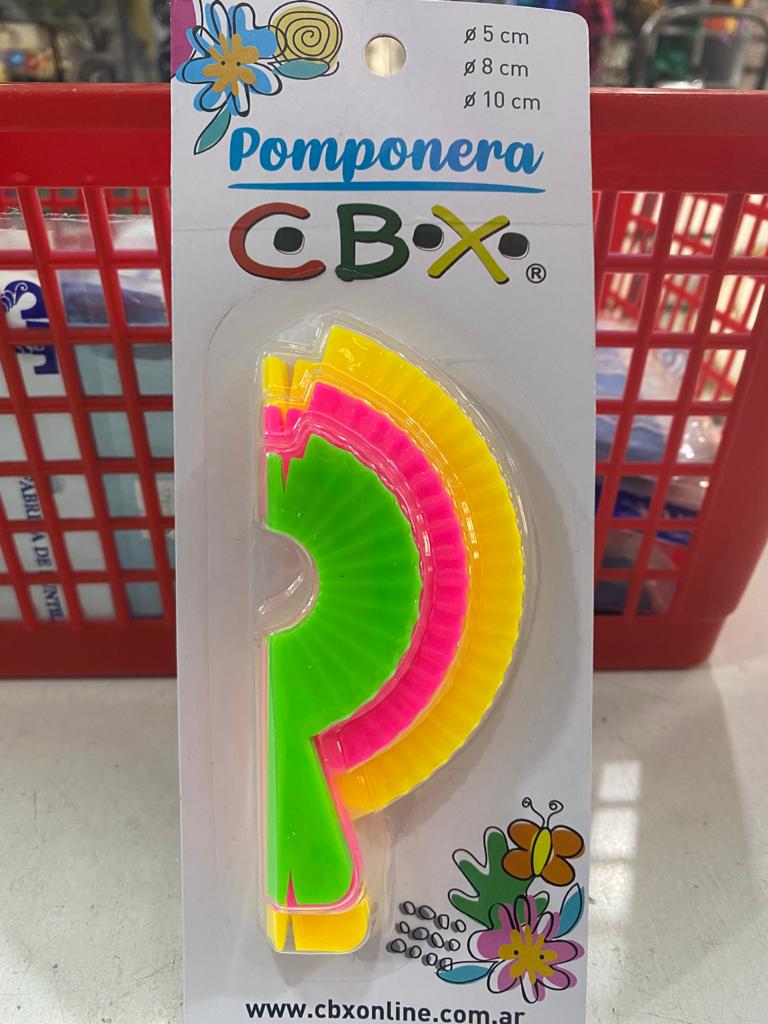 ø 5 cm
ø 8 cm
ø 10 cm
Pomponera
C•B•X•®
www.cbxonline.com.ar